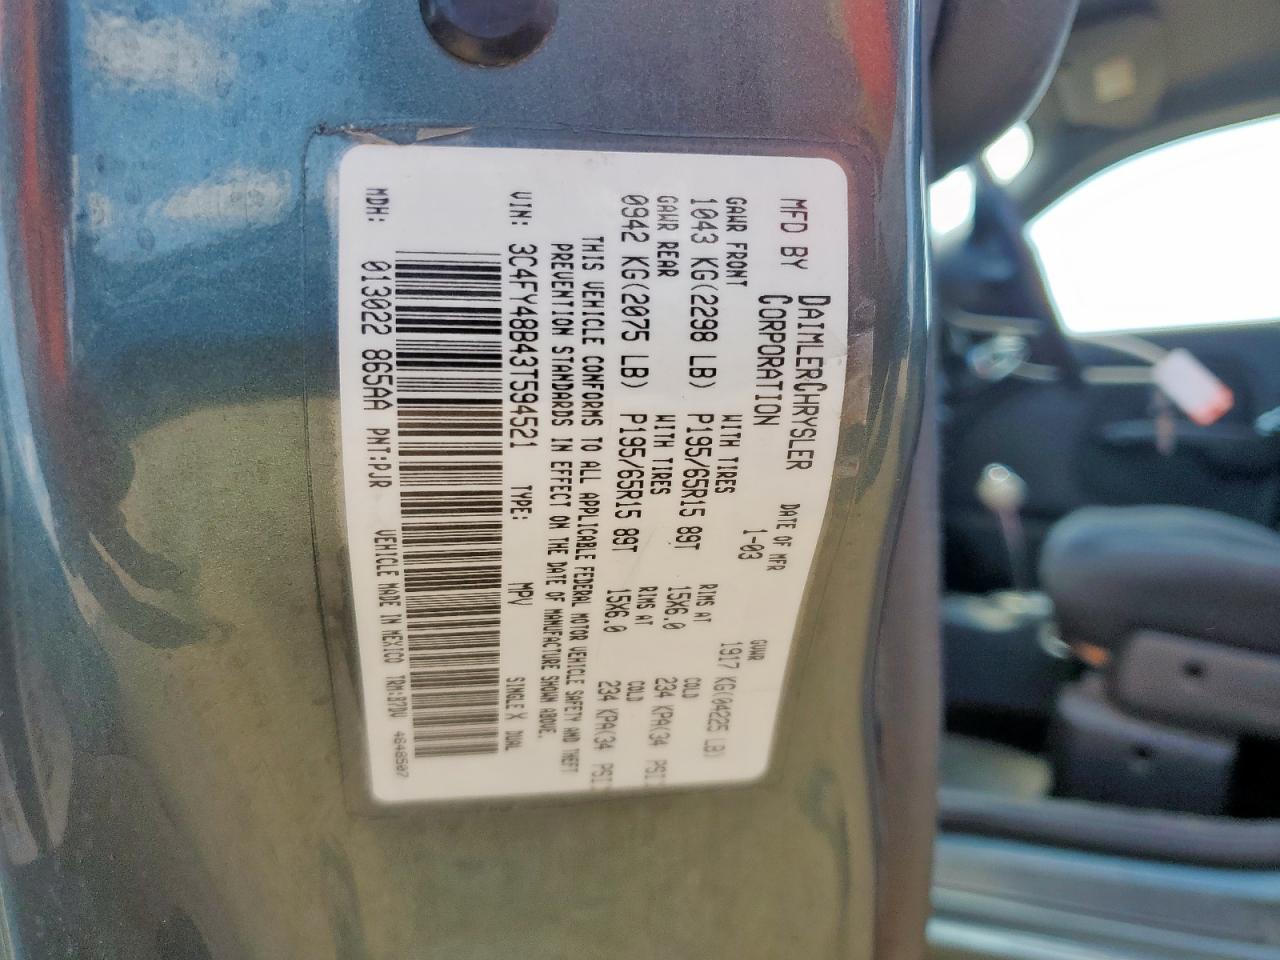 MFD BY DAIMLERCHRYSLER CORPORATION
DATE OF MFR 1-03
GVWR 1917 KG(04225 LB)
GAWR FRONT WITH TIRES RIMS AT COLD
1043 KG(2298 LB) P195/65R15 89T 15X6.0 234 KPA(34 PSI
GAWR REAR WITH TIRES RIMS AT COLD
0942 KG(2075 LB) P195/65R15 89T 15X6.0 234 KPA(34 PSI
THIS VEHICLE CONFORMS TO ALL APPLICABLE FEDERAL MOTOR VEHICLE SAFETY AND THEFT
PREVENTION STANDARDS IN EFFECT ON THE DATE OF MANUFACTURE SHOWN ABOVE.
VIN: 3C4FY48B43T594521 TYPE: MPV SINGLE X DUAL
MDH: 013022 865AA PNT:PJR VEHICLE MADE IN MEXICO 4648507